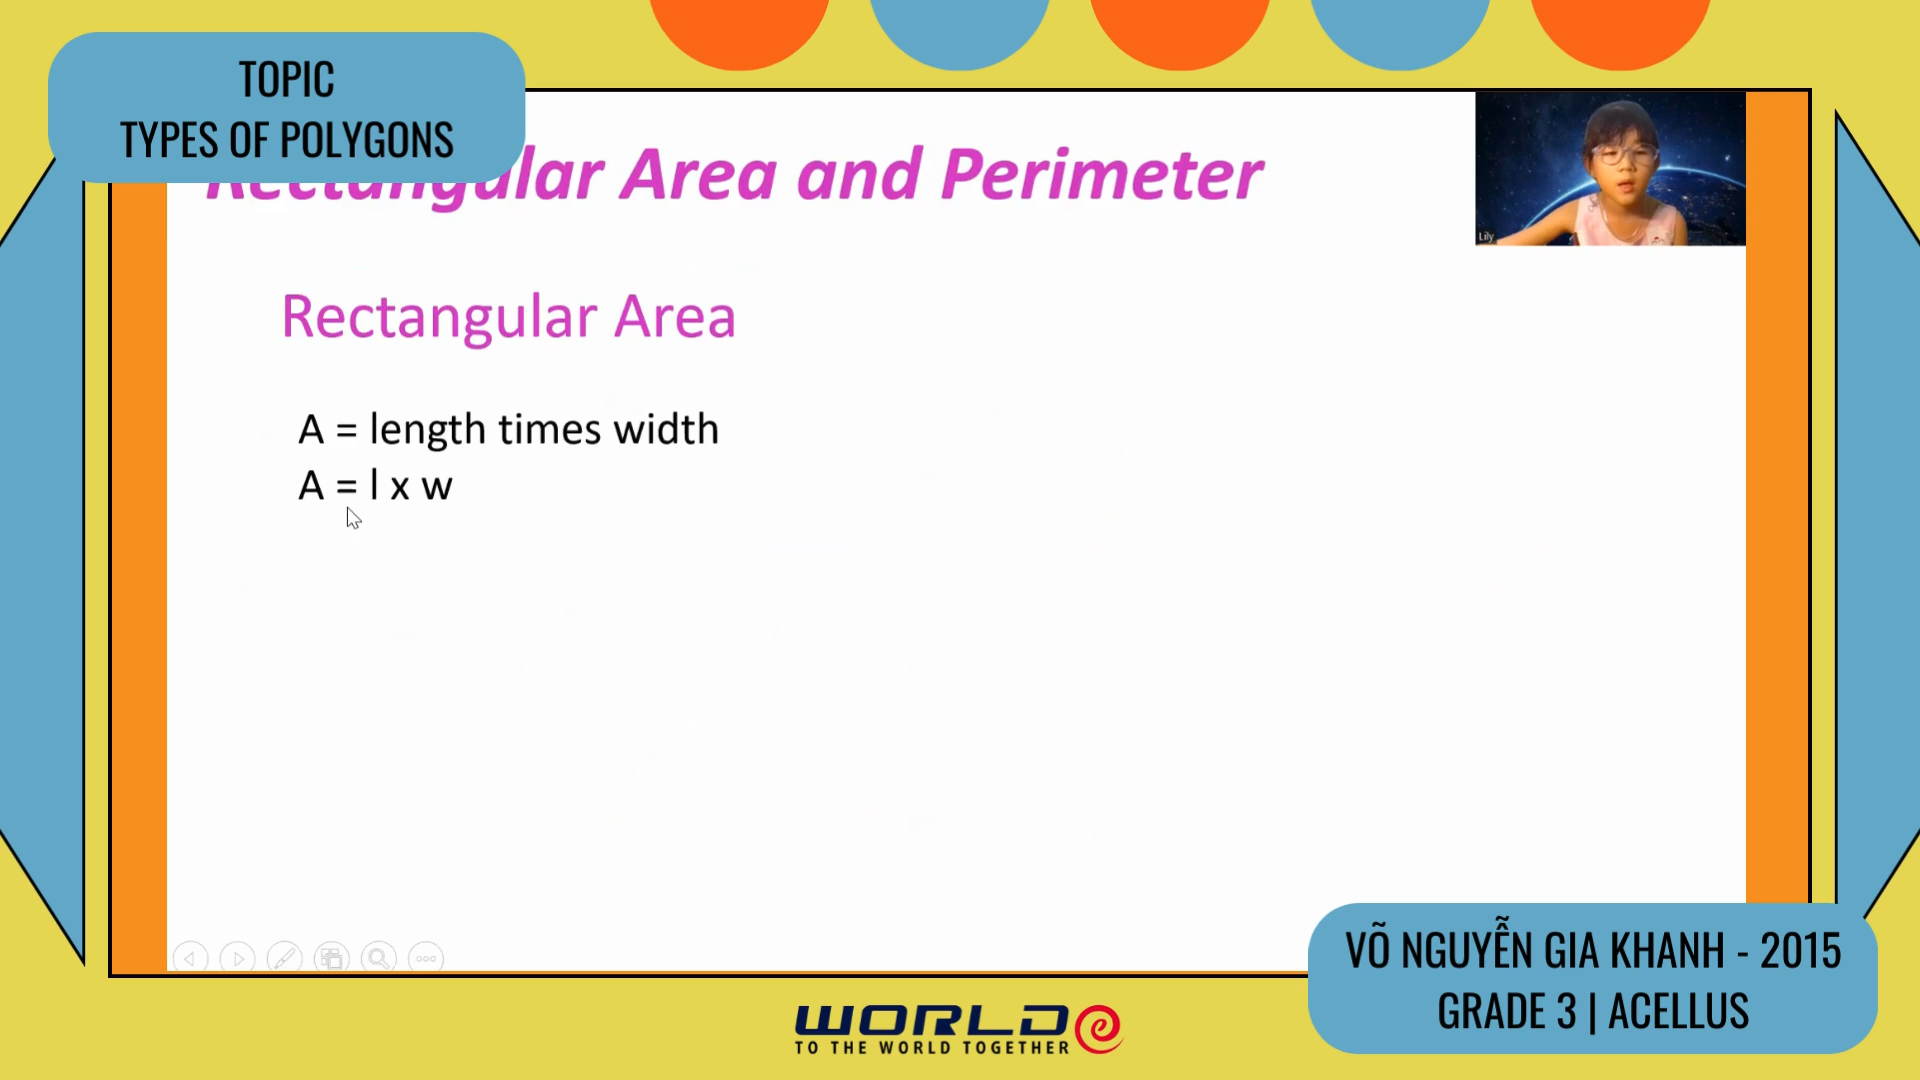 TOPIC
TYPES OF POLYGONS
Rectangular Area and Perimeter
Lily
Rectangular Area
A = length times width
A = l x w
VÕ NGUYỄN GIA KHANH - 2015
GRADE 3 | ACELLUS
WORLD e
TO THE WORLD TOGETHER